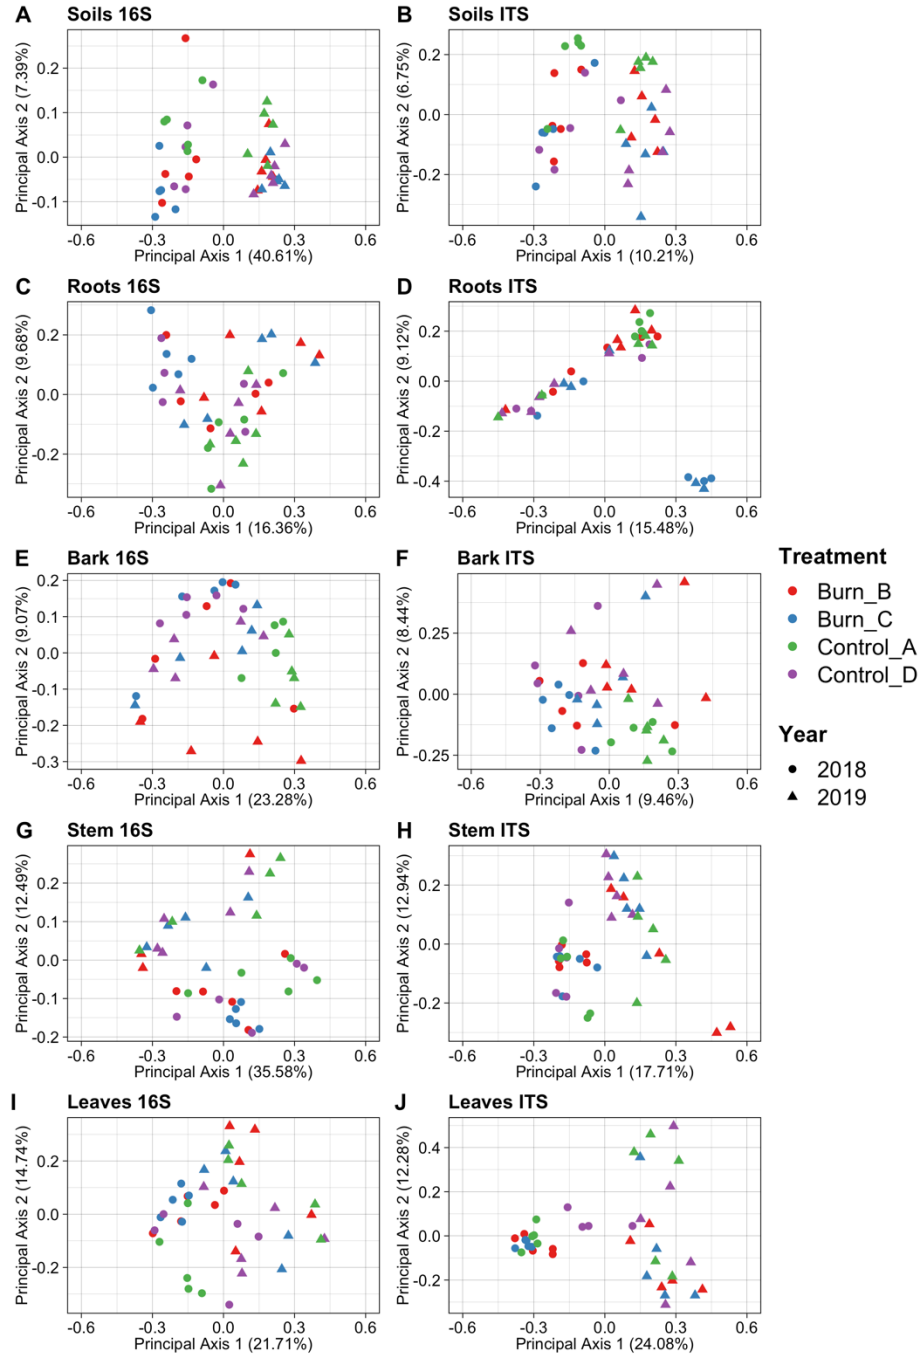 A Soils 16S
Principal Axis 2 (7.39%)
0.2
0.1
0.0
-0.1
-0.6 -0.3 0.0 0.3 0.6
Principal Axis 1 (40.61%)
B Soils ITS
Principal Axis 2 (6.75%)
0.2
0.0
-0.2
-0.6 -0.3 0.0 0.3 0.6
Principal Axis 1 (10.21%)
C Roots 16S
Principal Axis 2 (9.68%)
0.2
0.0
-0.2
-0.6 -0.3 0.0 0.3 0.6
Principal Axis 1 (16.36%)
D Roots ITS
Principal Axis 2 (9.12%)
0.2
0.0
-0.2
-0.4
-0.6 -0.3 0.0 0.3 0.6
Principal Axis 1 (15.48%)
E Bark 16S
Principal Axis 2 (9.07%)
0.2
0.1
0.0
-0.1
-0.2
-0.3
-0.6 -0.3 0.0 0.3 0.6
Principal Axis 1 (23.28%)
F Bark ITS
Principal Axis 2 (8.44%)
0.25
0.00
-0.25
-0.6 -0.3 0.0 0.3 0.6
Principal Axis 1 (9.46%)
Treatment
Burn_B
Burn_C
Control_A
Control_D
Year
2018
2019
G Stem 16S
Principal Axis 2 (12.49%)
0.2
0.1
0.0
-0.1
-0.2
-0.6 -0.3 0.0 0.3 0.6
Principal Axis 1 (35.58%)
H Stem ITS
Principal Axis 2 (12.94%)
0.2
0.0
-0.2
-0.6 -0.3 0.0 0.3 0.6
Principal Axis 1 (17.71%)
I Leaves 16S
Principal Axis 2 (14.74%)
0.2
0.0
-0.2
-0.6 -0.3 0.0 0.3 0.6
Principal Axis 1 (21.71%)
J Leaves ITS
Principal Axis 2 (12.28%)
0.4
0.2
0.0
-0.2
-0.6 -0.3 0.0 0.3 0.6
Principal Axis 1 (24.08%)